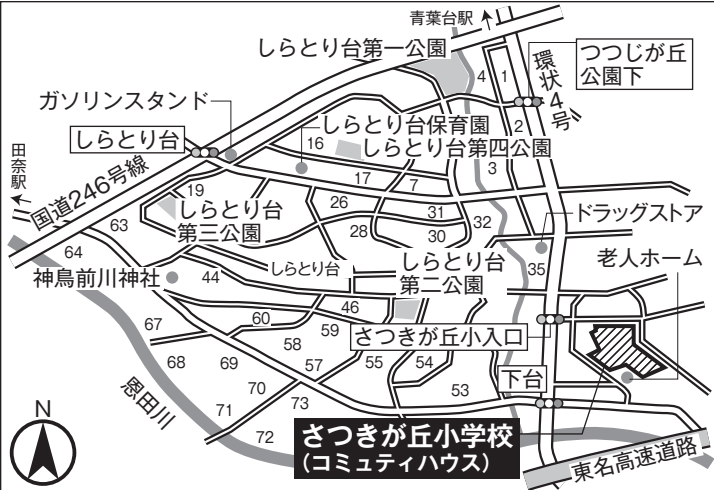 青葉台駅
しらとり台第一公園
つつじが丘
公園下
環状4号
4
1
ガソリンスタンド
しらとり台
しらとり台保育園
しらとり台第四公園
16
2
3
田奈駅
国道246号線
17
7
19
26
31
32
しらとり台
第三公園
28
30
ドラッグストア
63
64
神鳥前川神社
44
しらとり台
しらとり台
第二公園
35
老人ホーム
46
67
60
59
58
さつきが丘小入口
68
69
57
55
54
下台
恩田川
70
53
71
73
72
さつきが丘小学校
(コミュティハウス)
東名高速道路
N